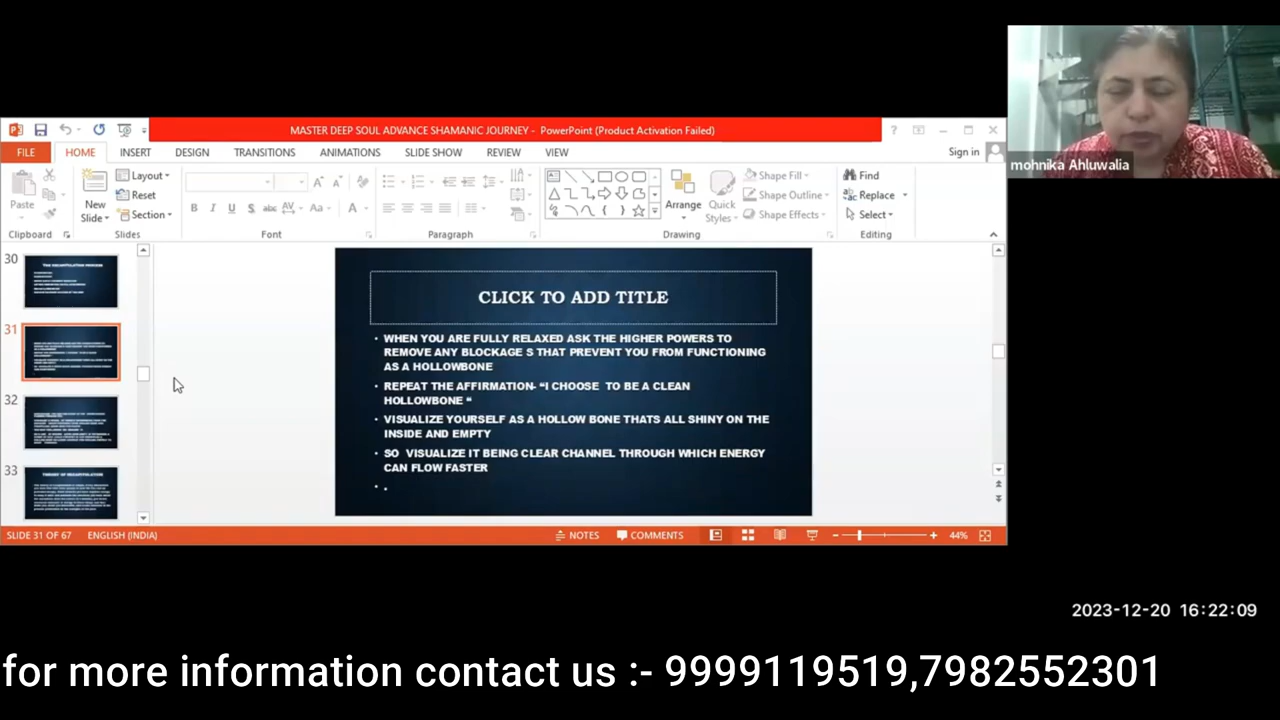 MASTER DEEP SOUL ADVANCE SHAMANIC JOURNEY - PowerPoint (Product Activation Failed)
FILE HOME INSERT DESIGN TRANSITIONS ANIMATIONS SLIDE SHOW REVIEW VIEW Sign in
mohnika Ahluwalia
Paste
New
Slide
Layout
Reset
Section
B I U S abc AV Aa A
Arrange
Quick
Styles
Shape Fill
Shape Outline
Shape Effects
Find
Replace
Select
Clipboard Slides Font Paragraph Drawing Editing
30
31
32
33
THEORY OF RECAPITULATION
CLICK TO ADD TITLE
• WHEN YOU ARE FULLY RELAXED ASK THE HIGHER POWERS TO
REMOVE ANY BLOCKAGE S THAT PREVENT YOU FROM FUNCTIONING
AS A HOLLOWBONE
• REPEAT THE AFFIRMATION- “I CHOOSE TO BE A CLEAN
HOLLOWBONE “
• VISUALIZE YOURSELF AS A HOLLOW BONE THATS ALL SHINY ON THE
INSIDE AND EMPTY
• SO VISUALIZE IT BEING CLEAR CHANNEL THROUGH WHICH ENERGY
CAN FLOW FASTER
• .
SLIDE 31 OF 67 ENGLISH (INDIA) NOTES COMMENTS 44%
2023-12-20 16:22:09
for more information contact us :- 9999119519,7982552301